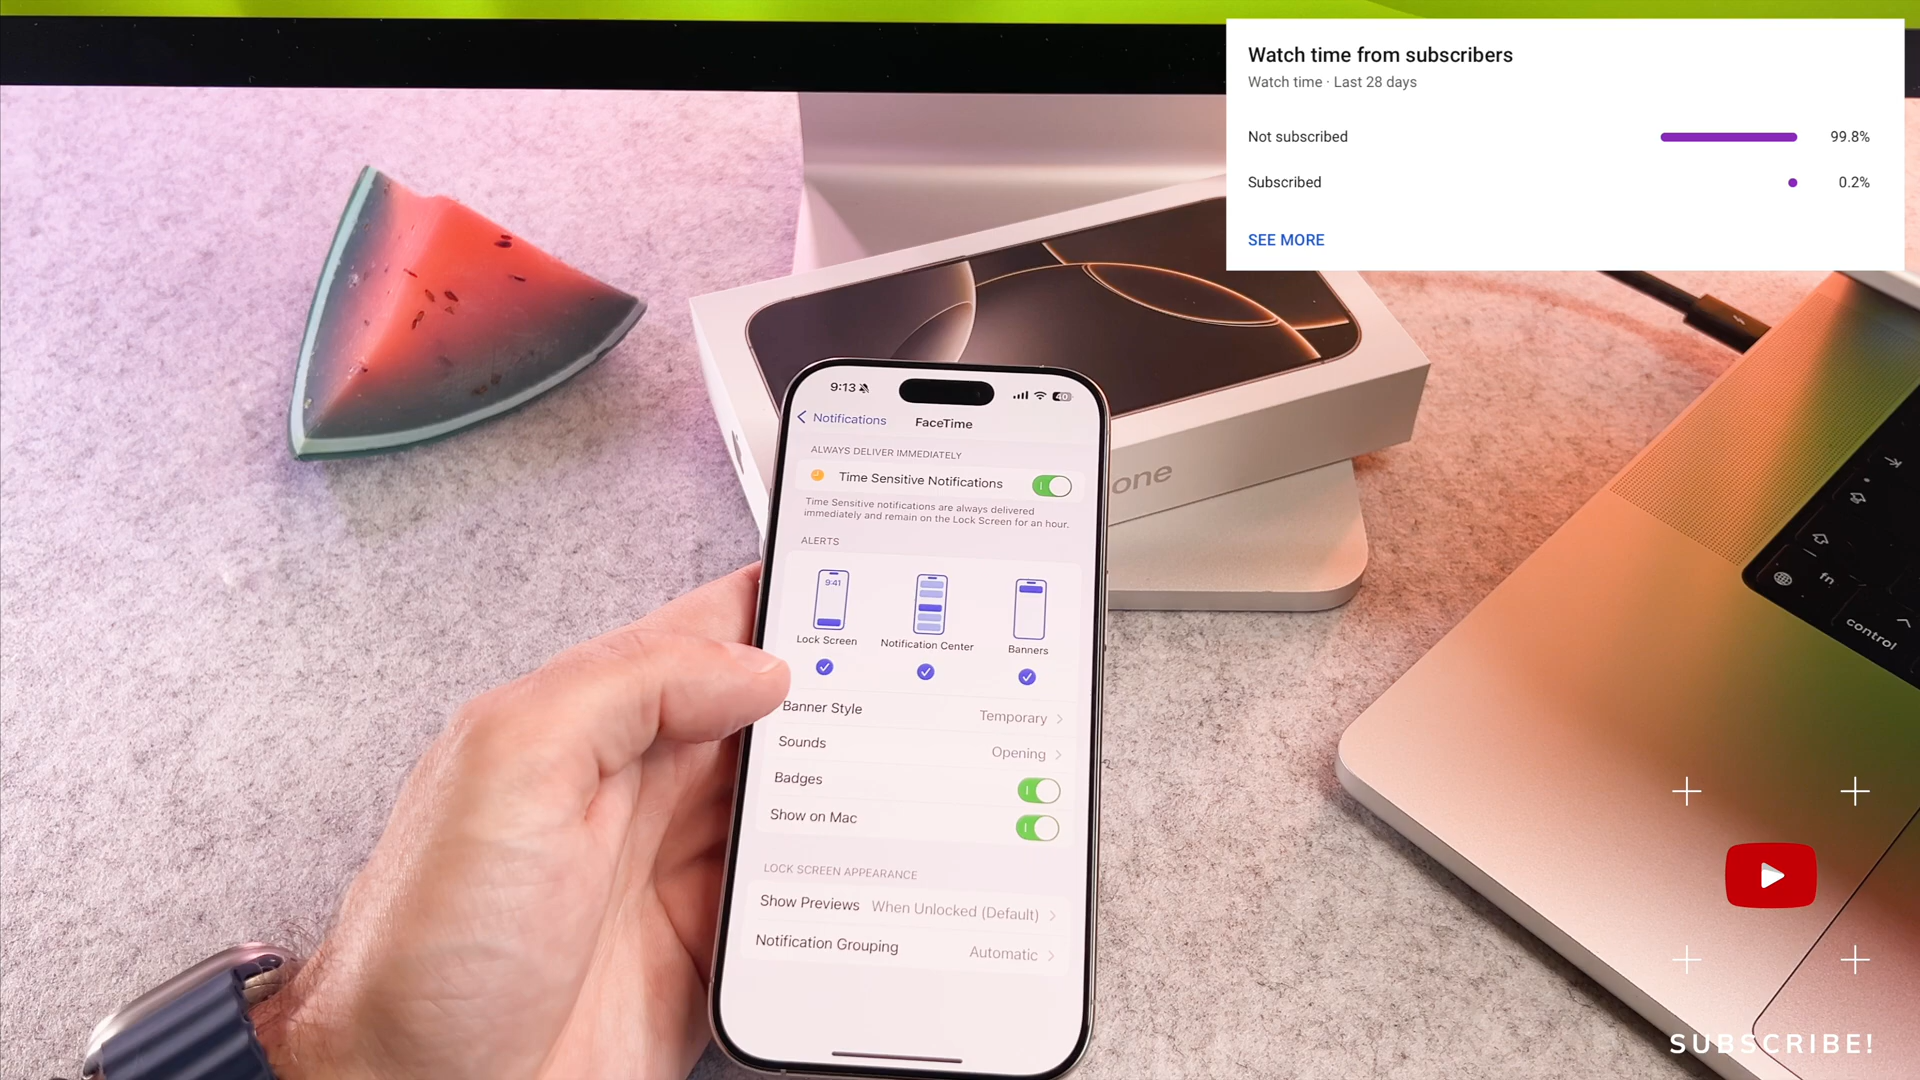 Watch time from subscribers
Watch time · Last 28 days
Not subscribed 99.8%
Subscribed 0.2%
SEE MORE
9:13
40
Notifications FaceTime
ALWAYS DELIVER IMMEDIATELY
Time Sensitive Notifications
Time Sensitive notifications are always delivered
immediately and remain on the Lock Screen for an hour.
ALERTS
9:41
Lock Screen Notification Center Banners
Banner Style Temporary
Sounds Opening
Badges
Show on Mac
LOCK SCREEN APPEARANCE
Show Previews When Unlocked (Default)
Notification Grouping Automatic
one
fn
control
SUBSCRIBE!